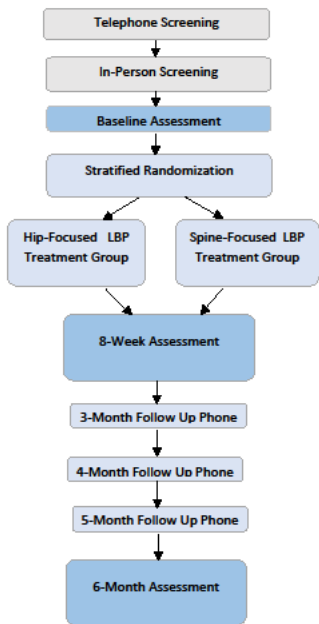 Telephone Screening
In-Person Screening
Baseline Assessment
Stratified Randomization
Hip-Focused LBP
Treatment Group
Spine-Focused LBP
Treatment Group
8-Week Assessment
3-Month Follow Up Phone
4-Month Follow Up Phone
5-Month Follow Up Phone
6-Month Assessment